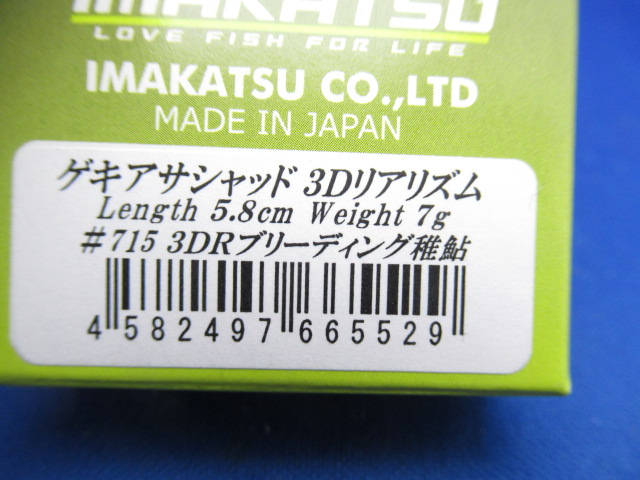 IMAKATSU
LOVE FISH FOR LIFE
IMAKATSU CO.,LTD
MADE IN JAPAN
ゲキアサシャッド 3Dリアリズム
Length 5.8cm Weight 7g
#715 3DRブリーディング稚鮎
4 582497 665529